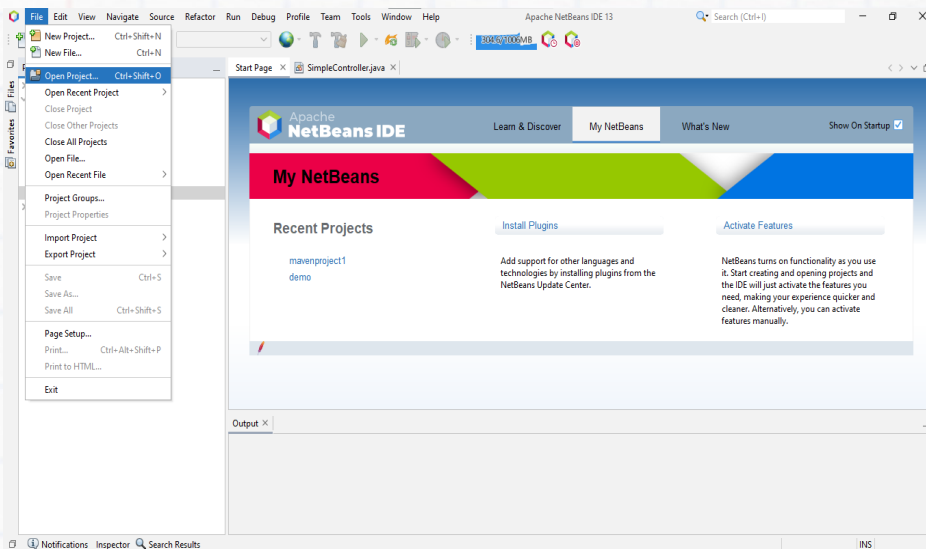 File Edit View Navigate Source Refactor Run Debug Profile Team Tools Window Help
Apache NetBeans IDE 13
Search (Ctrl+I)
New Project... Ctrl+Shift+N
New File... Ctrl+N
Open Project... Ctrl+Shift+O
Open Recent Project
Close Project
Close Other Projects
Close All Projects
Open File...
Open Recent File
Project Groups...
Project Properties
Import Project
Export Project
Save Ctrl+S
Save As...
Save All Ctrl+Shift+S
Page Setup...
Print... Ctrl+Alt+Shift+P
Print to HTML...
Exit
Files
Favorites
Start Page SimpleController.java
Apache
NetBeans IDE
Learn & Discover My NetBeans What's New Show On Startup
My NetBeans
Recent Projects
mavenproject1
demo
Install Plugins
Add support for other languages and
technologies by installing plugins from the
NetBeans Update Center.
Activate Features
NetBeans turns on functionality as you use
it. Start creating and opening projects and
the IDE will just activate the features you
need, making your experience quicker and
cleaner. Alternatively, you can activate
features manually.
Output
Notifications Inspector Search Results
INS